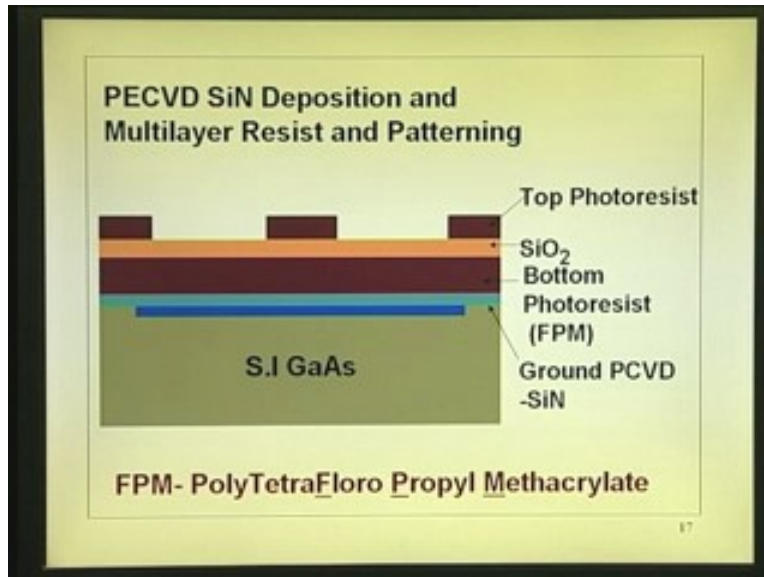 PECVD SiN Deposition and
Multilayer Resist and Patterning
Top Photoresist
SiO2
Bottom
Photoresist
(FPM)
Ground PCVD
-SiN
S.I GaAs
FPM- PolyTetraFloro Propyl Methacrylate
17